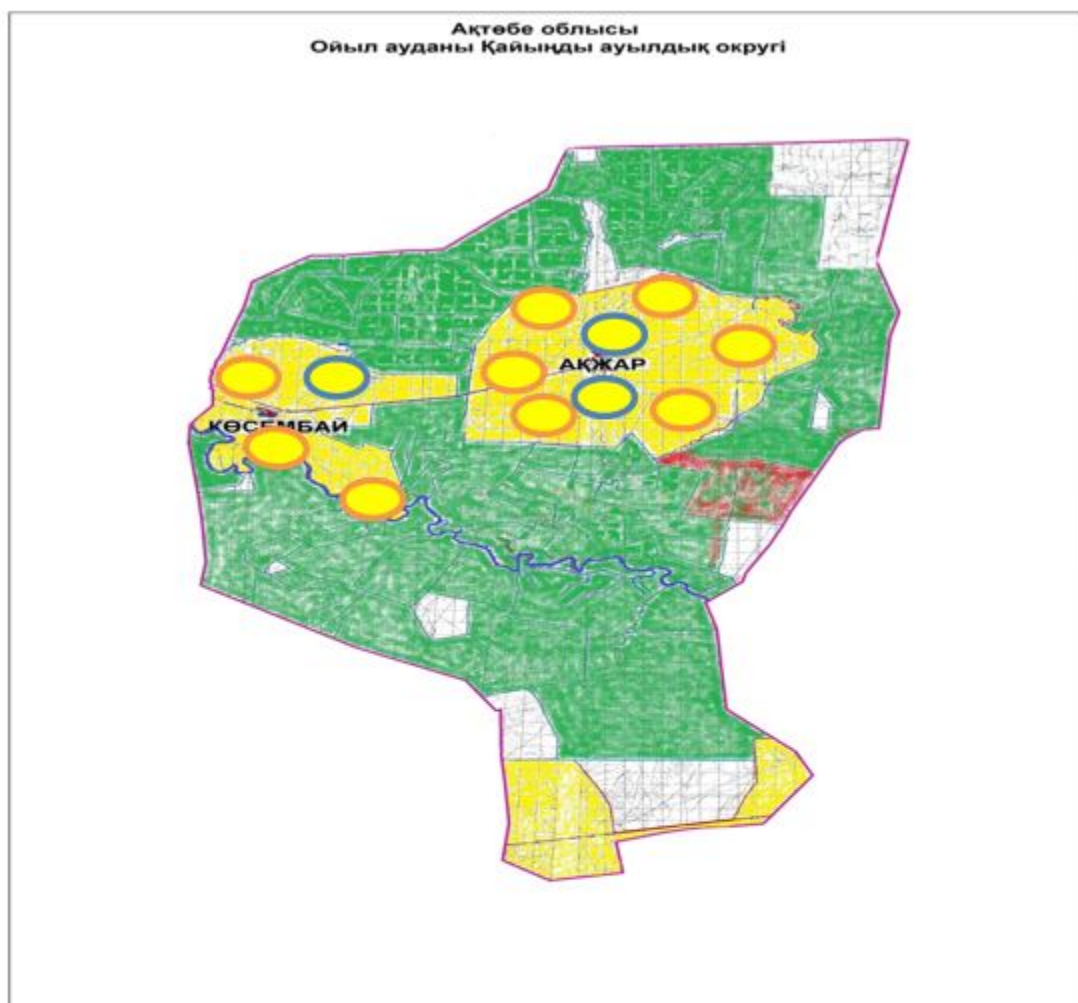 Ақтөбе облысы
Ойыл ауданы Қайыңды ауылдық округі
АҚЖАР
КӨСЕМБАЙ